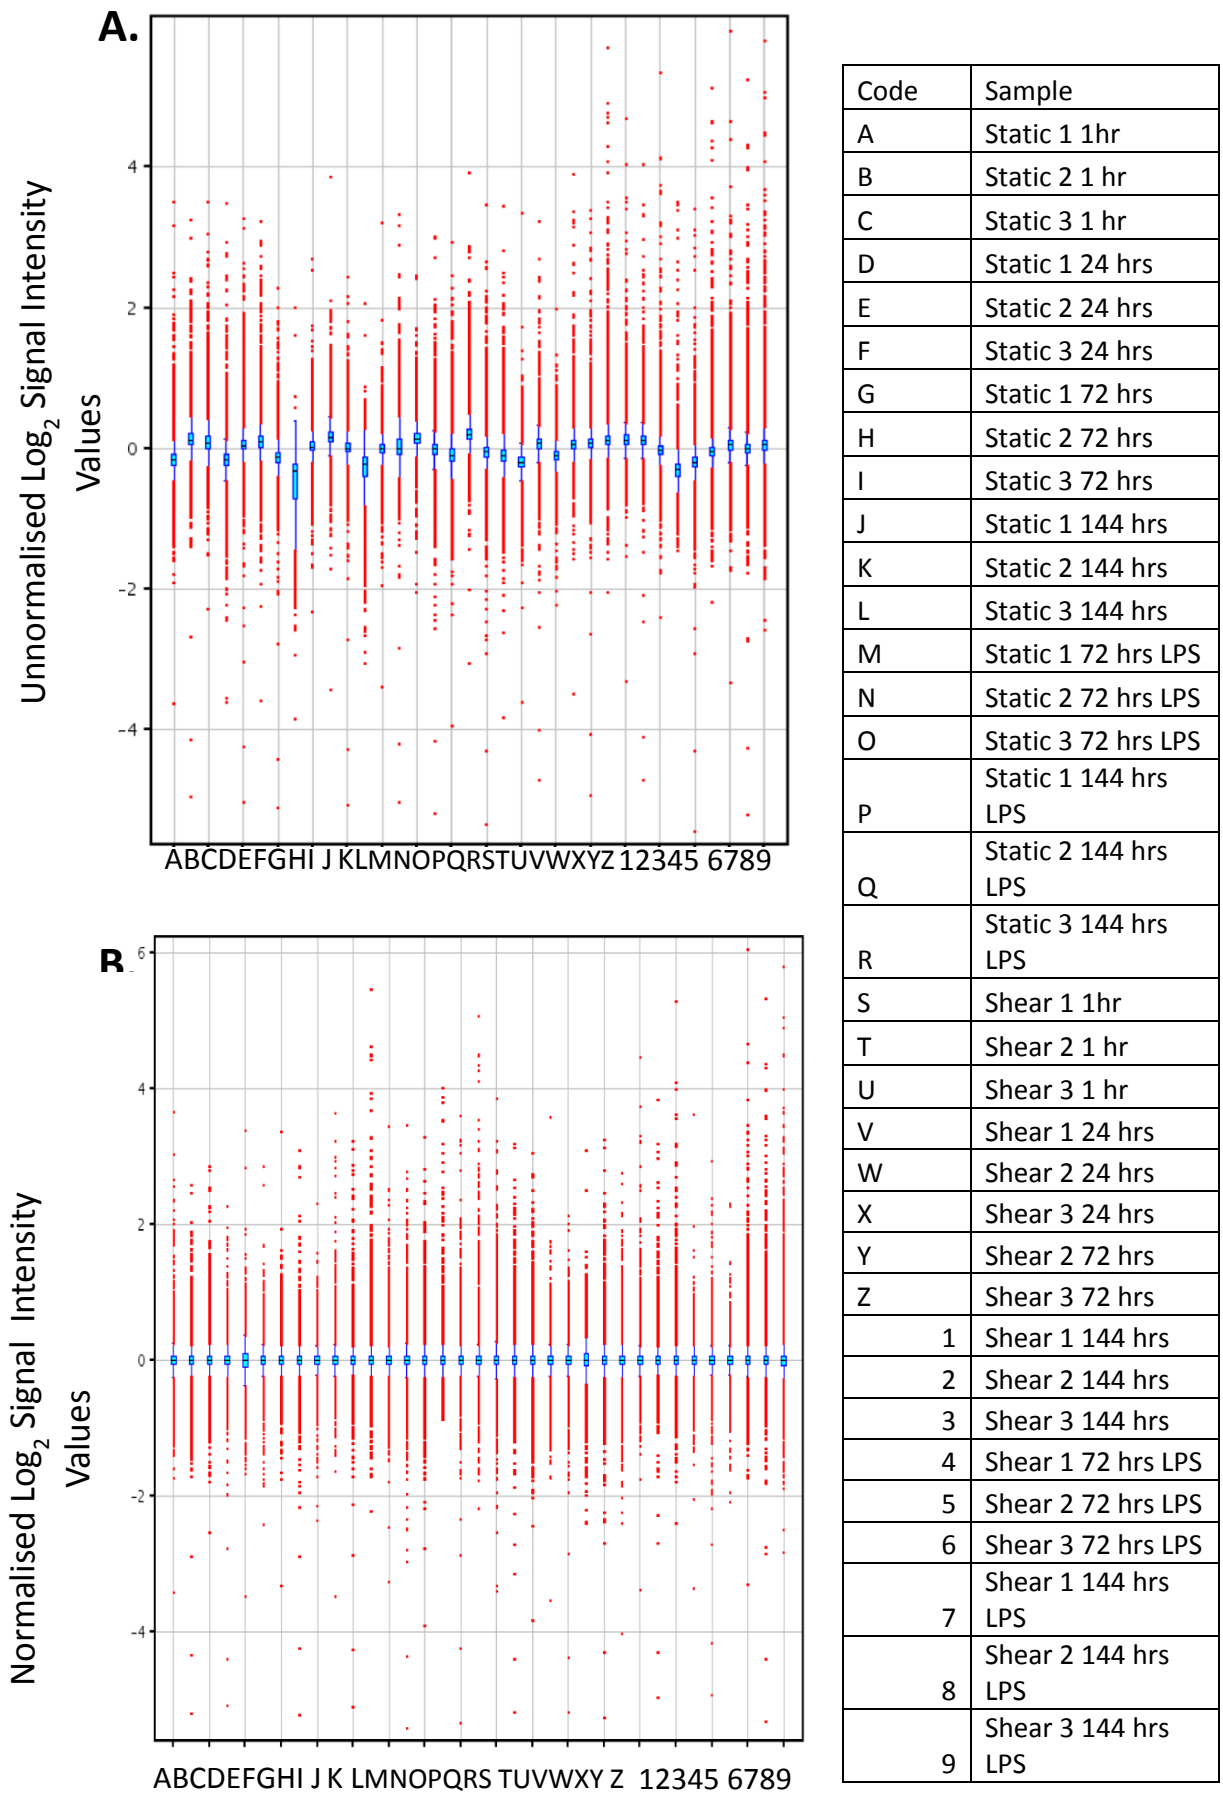 A.
Unnormalised Log2 Signal Intensity
Values
4
2
0
-2
-4
ABCDEFGHI J KLMNOPQRSTUVWXYZ 12345 6789
B.
Normalised Log2 Signal Intensity
Values
6
4
2
0
-2
-4
ABCDEFGHI J K LMNOPQRS TUVWXY Z 12345 6789
Code Sample
A Static 1 1hr
B Static 2 1 hr
C Static 3 1 hr
D Static 1 24 hrs
E Static 2 24 hrs
F Static 3 24 hrs
G Static 1 72 hrs
H Static 2 72 hrs
I Static 3 72 hrs
J Static 1 144 hrs
K Static 2 144 hrs
L Static 3 144 hrs
M Static 1 72 hrs LPS
N Static 2 72 hrs LPS
O Static 3 72 hrs LPS
Static 1 144 hrs
P LPS
Static 2 144 hrs
Q LPS
Static 3 144 hrs
R LPS
S Shear 1 1hr
T Shear 2 1 hr
U Shear 3 1 hr
V Shear 1 24 hrs
W Shear 2 24 hrs
X Shear 3 24 hrs
Y Shear 2 72 hrs
Z Shear 3 72 hrs
1 Shear 1 144 hrs
2 Shear 2 144 hrs
3 Shear 3 144 hrs
4 Shear 1 72 hrs LPS
5 Shear 2 72 hrs LPS
6 Shear 3 72 hrs LPS
Shear 1 144 hrs
7 LPS
Shear 2 144 hrs
8 LPS
Shear 3 144 hrs
9 LPS